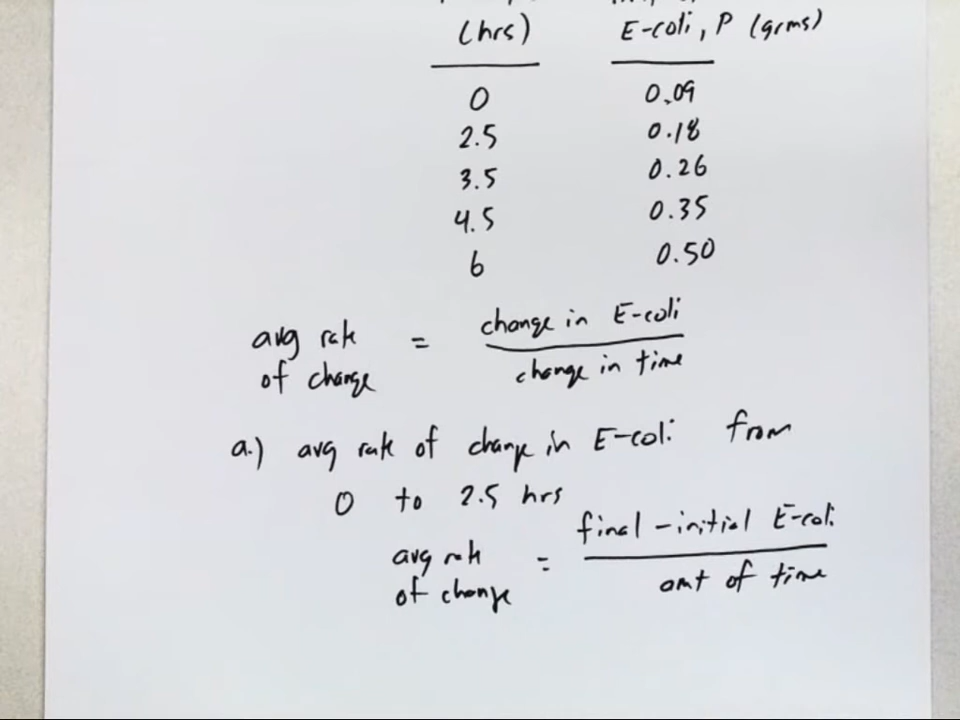 (hrs) E-coli, P (grms)
0 0.09
2.5 0.18
3.5 0.26
4.5 0.35
6 0.50
avg rate of change = change in E-coli / change in time
a.) avg rate of change in E-coli from
0 to 2.5 hrs
avg rate of change = final - initial E-coli / amt of time